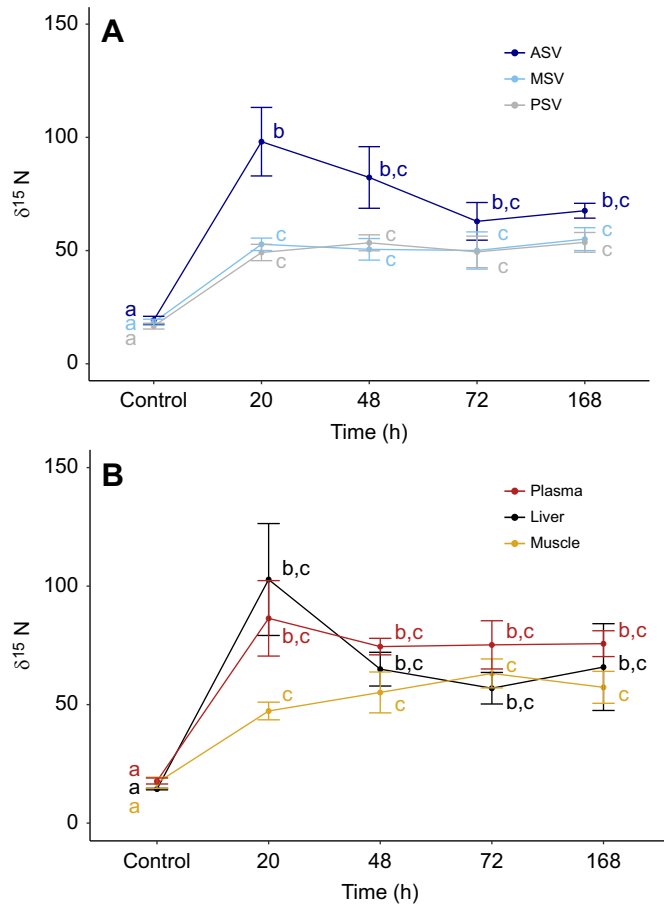 A
150
ASV
MSV
PSV
b
b,c
b,c
b,c
100
δ15 N
c
c
c
c
50
c
c
c
c
a
a
a
0
Control
20
48
72
168
Time (h)
B
150
Plasma
Liver
Muscle
b,c
100
δ15 N
b,c
b,c
b,c
b,c
b,c
c
b,c
50
c
c
b,c
c
a
a
a
0
Control
20
48
72
168
Time (h)